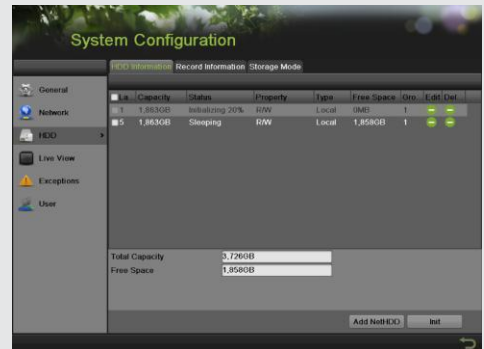 System Configuration
HDD Information Record Information Storage Mode
La... Capacity Status Property Type Free Space Gro... Edit Del...
1 1,863GB Initializing 20% R/W Local 0MB 1
5 1,863GB Sleeping R/W Local 1,858GB 1
General
Network
HDD
Live View
Exceptions
User
Total Capacity 3,726GB
Free Space 1,858GB
Add NetHDD Init